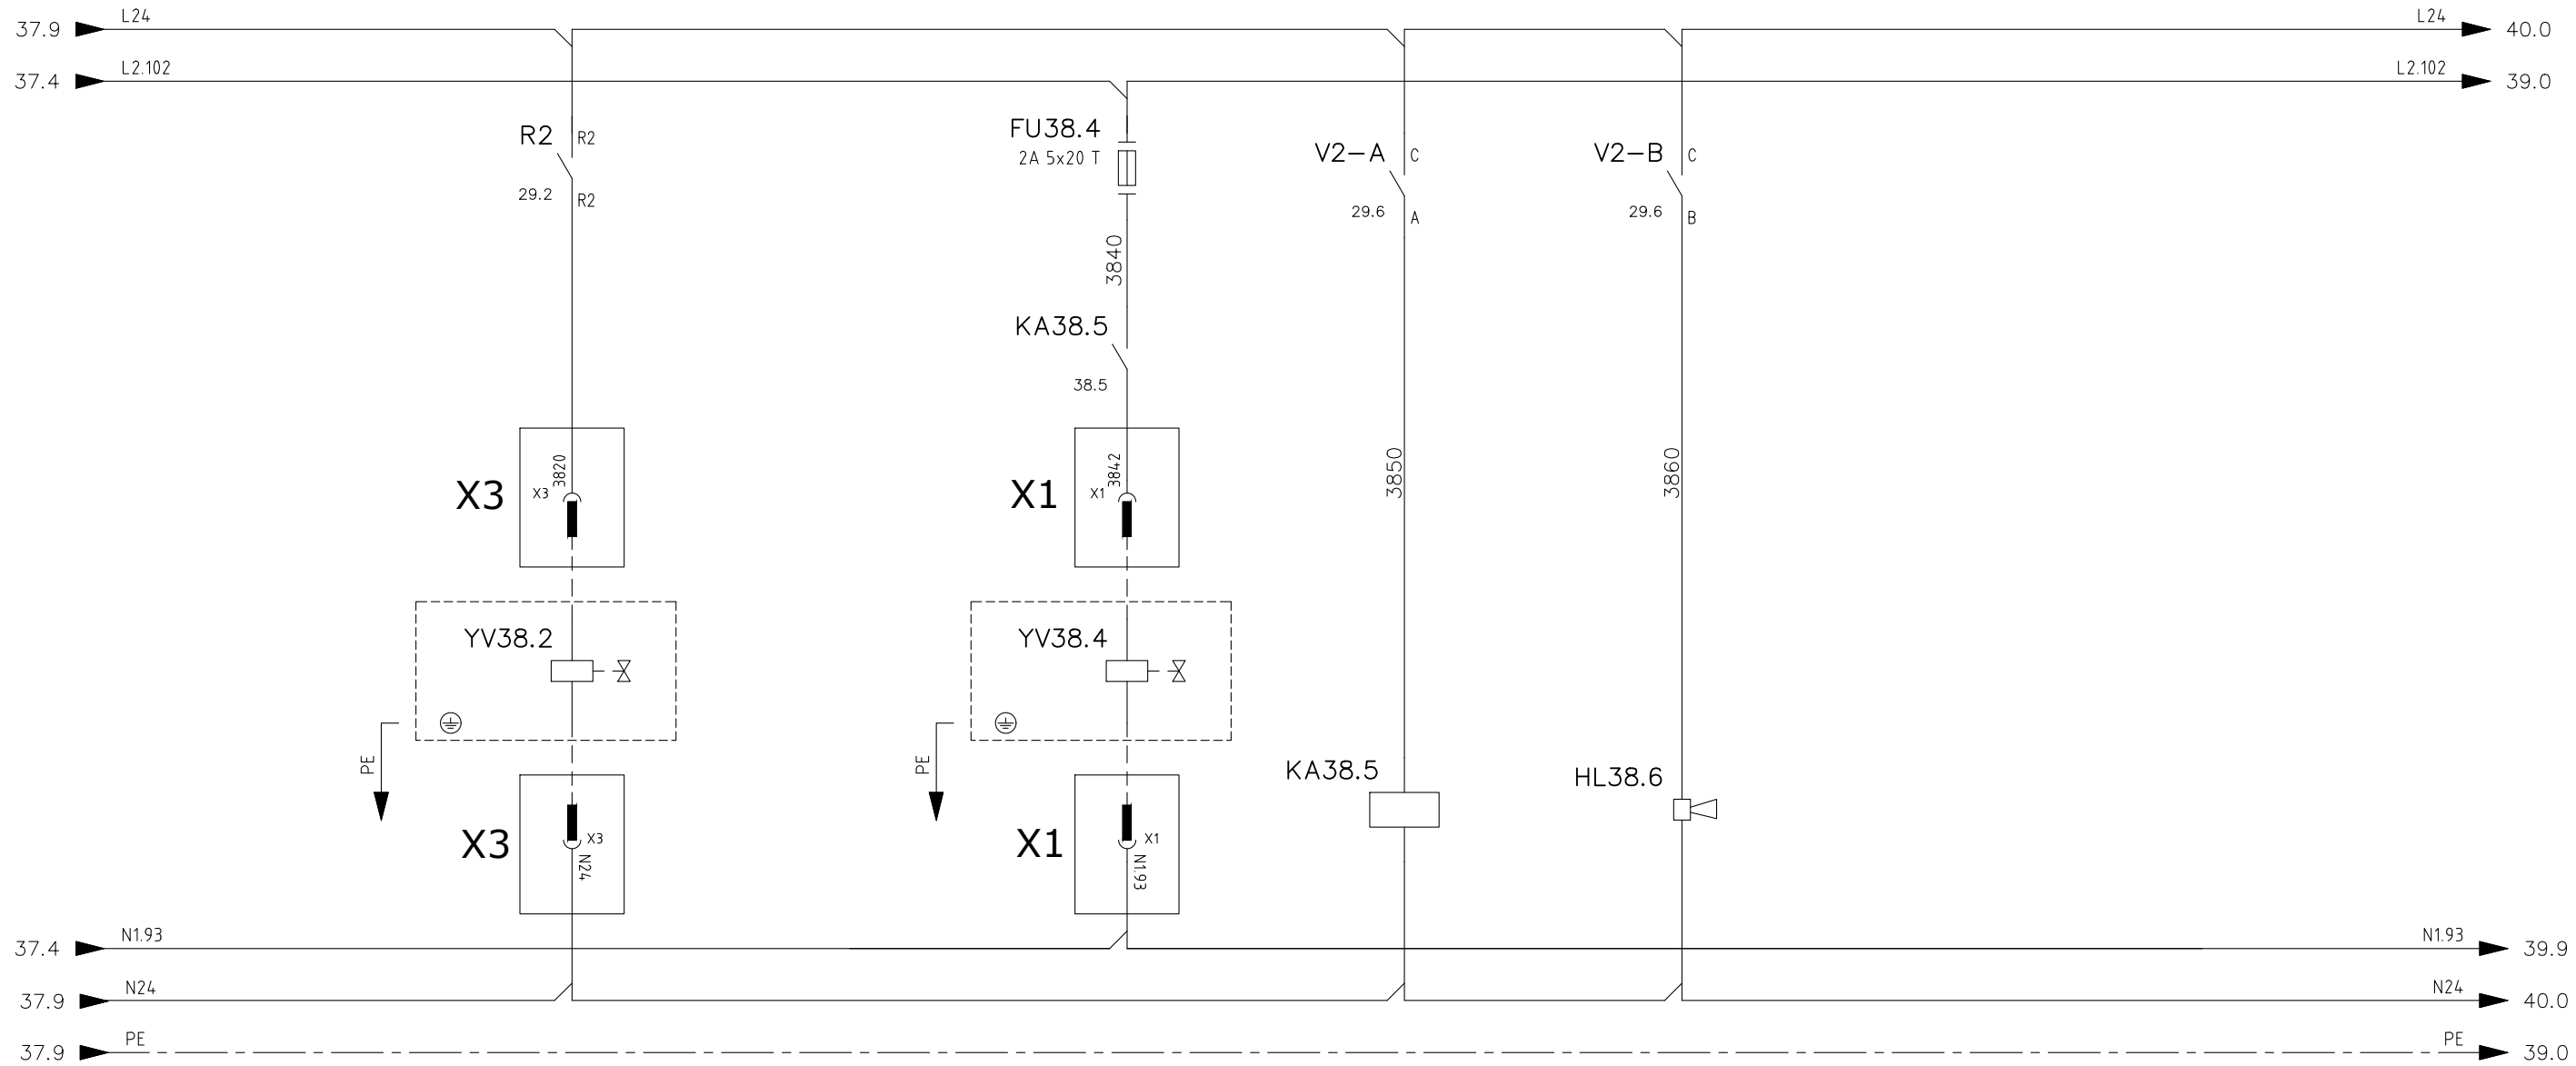 L24
37.9
L24
40.0
L2.102
37.4
L2.102
39.0
R2
R2
29.2
R2
FU38.4
2A 5x20 T
3840
KA38.5
38.5
V2-A
C
29.6
A
V2-B
C
29.6
B
X3
X3
3820
X1
X1
3842
3850
3860
YV38.2
YV38.4
PE
PE
KA38.5
HL38.6
X3
X3
N24
X1
X1
N1.93
N1.93
37.4
N1.93
39.9
N24
37.9
N24
40.0
PE
37.9
PE
39.0